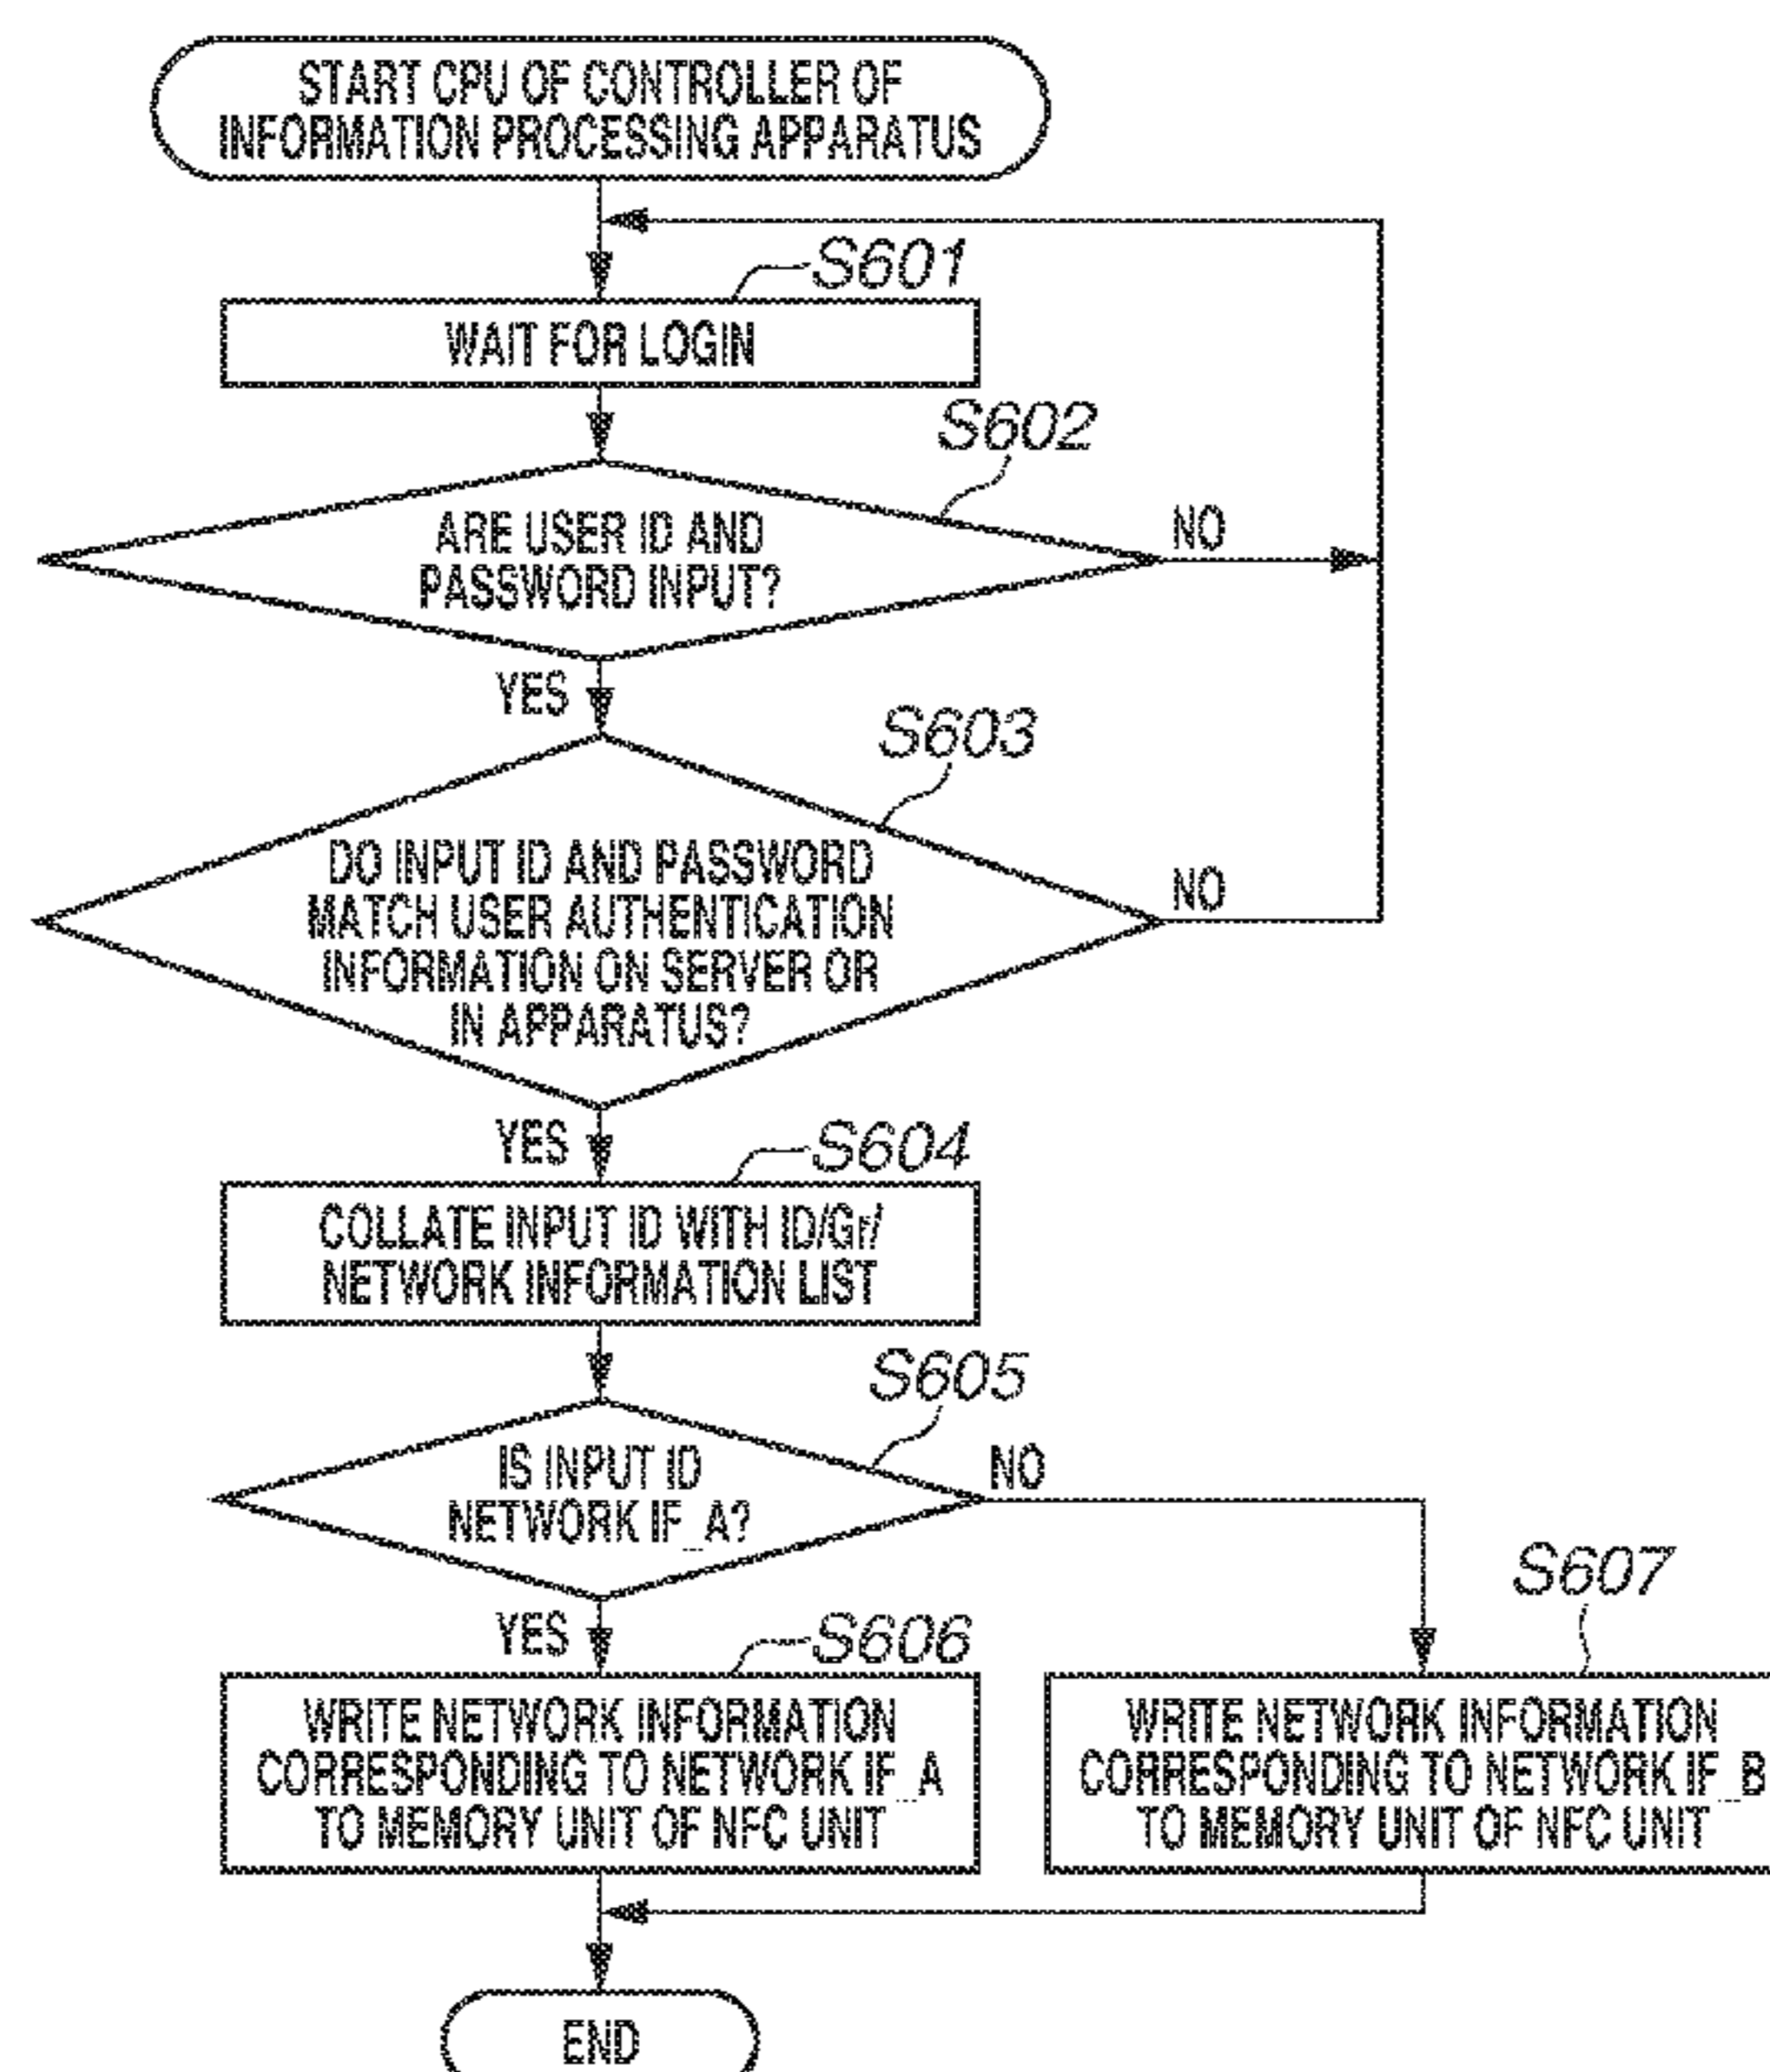 START CPU OF CONTROLLER OF
INFORMATION PROCESSING APPARATUS
S601
WAIT FOR LOGIN
S602
ARE USER ID AND
PASSWORD INPUT?
NO
YES
S603
DO INPUT ID AND PASSWORD
MATCH USER AUTHENTICATION
INFORMATION ON SERVER OR
IN APPARATUS?
NO
YES
S604
COLLATE INPUT ID WITH ID/Gr/
NETWORK INFORMATION LIST
S605
IS INPUT ID
NETWORK IF_A?
NO
YES
S606
WRITE NETWORK INFORMATION
CORRESPONDING TO NETWORK IF_A
TO MEMORY UNIT OF NFC UNIT
S607
WRITE NETWORK INFORMATION
CORRESPONDING TO NETWORK IF_B
TO MEMORY UNIT OF NFC UNIT
END